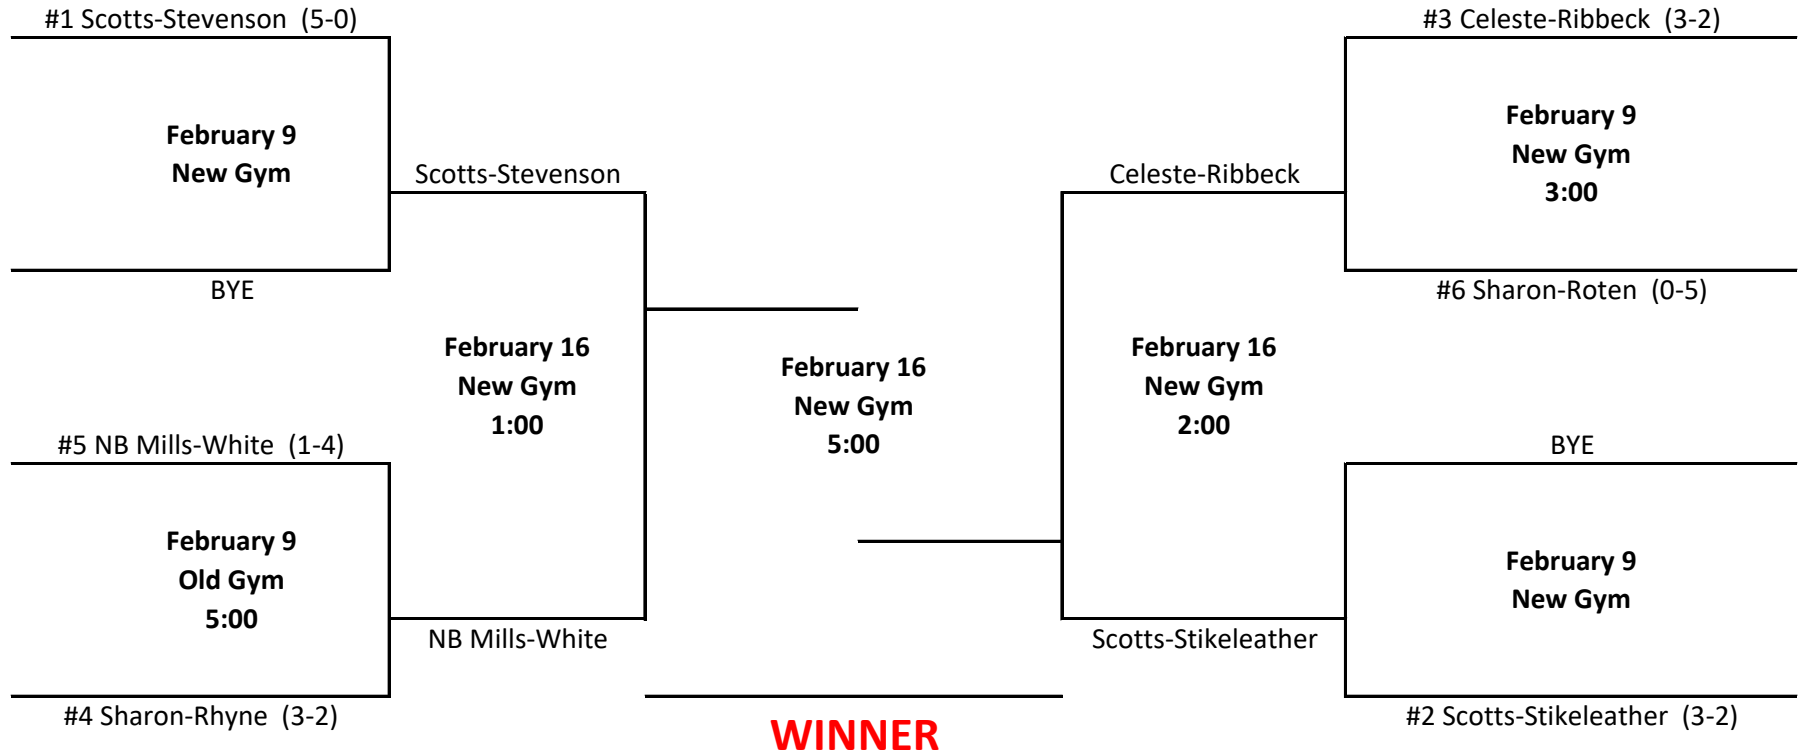 #1 Scotts-Stevenson (5-0)
February 9
New Gym
BYE
Scotts-Stevenson
February 16
New Gym
1:00
#5 NB Mills-White (1-4)
February 9
Old Gym
5:00
#4 Sharon-Rhyne (3-2)
NB Mills-White
February 16
New Gym
5:00
WINNER
#3 Celeste-Ribbeck (3-2)
February 9
New Gym
3:00
#6 Sharon-Roten (0-5)
Celeste-Ribbeck
February 16
New Gym
2:00
BYE
February 9
New Gym
#2 Scotts-Stikeleather (3-2)
Scotts-Stikeleather